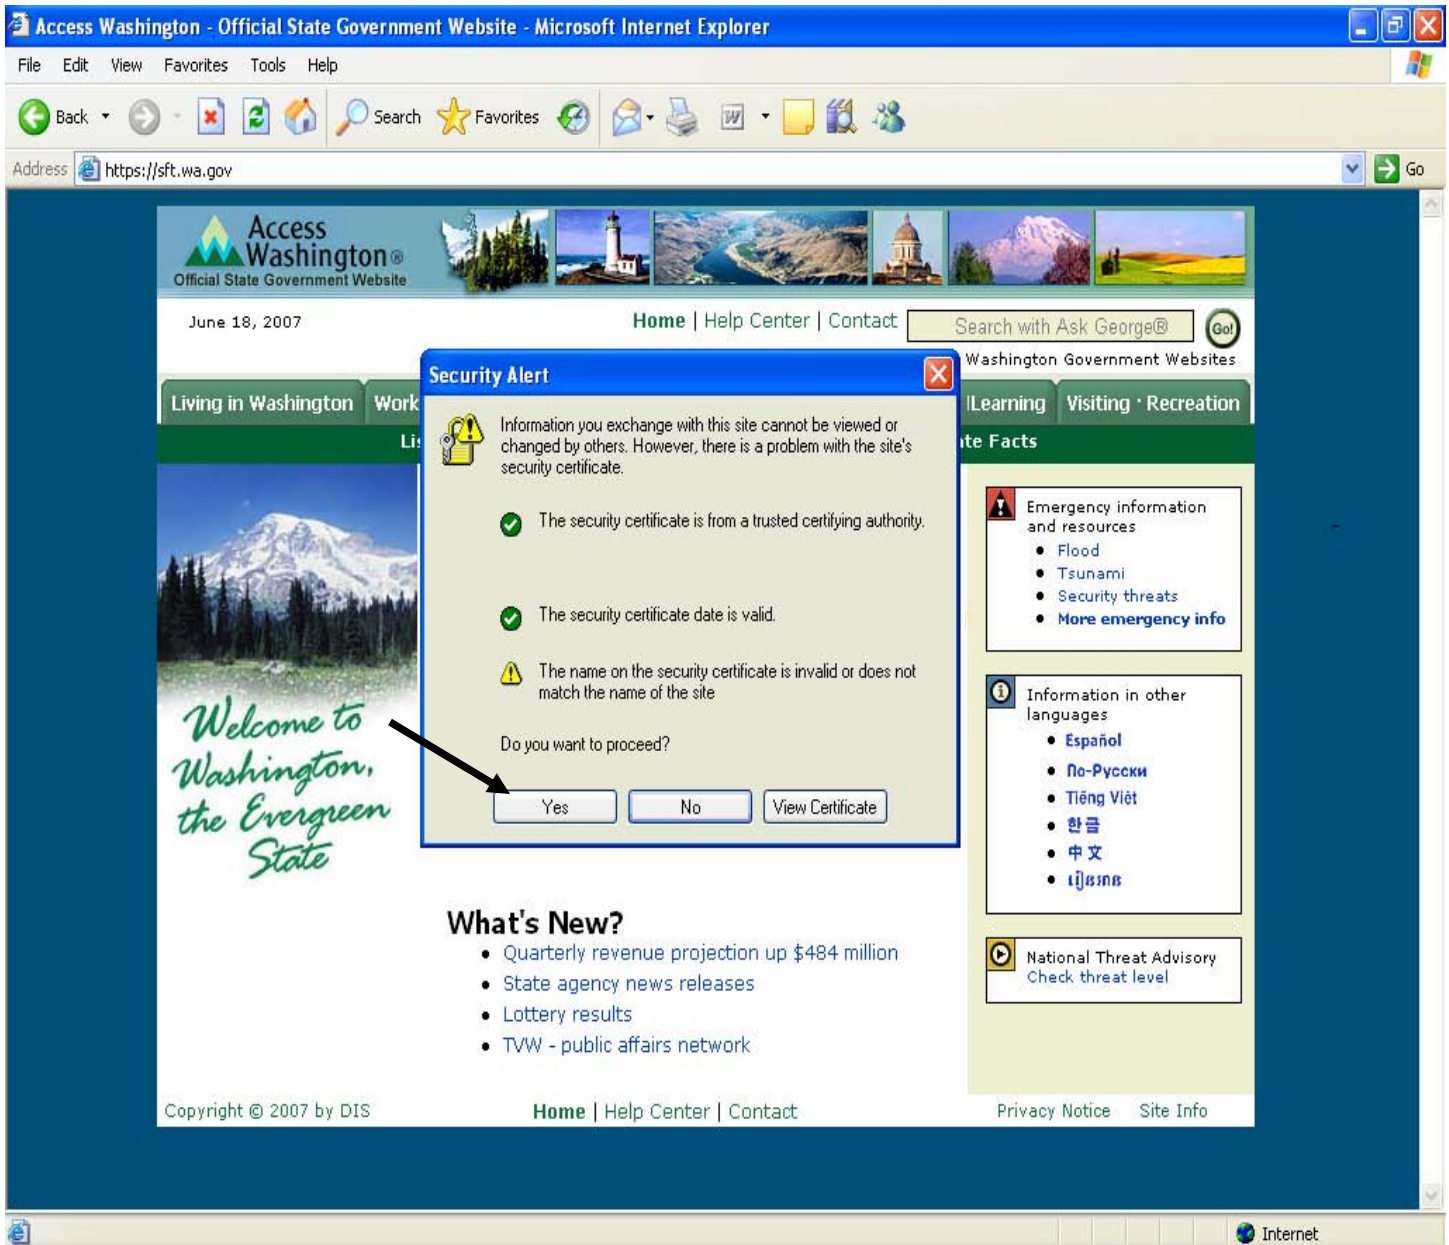 Access Washington - Official State Government Website - Microsoft Internet Explorer
File Edit View Favorites Tools Help
Back Search Favorites
Address https://sft.wa.gov Go
Access
Washington®
Official State Government Website
June 18, 2007 Home | Help Center | Contact Search with Ask George® Go!
Washington Government Websites
Security Alert
Living in Washington Work Learning Visiting · Recreation
Facts
Information you exchange with this site cannot be viewed or
changed by others. However, there is a problem with the site's
security certificate.
The security certificate is from a trusted certifying authority.
The security certificate date is valid.
The name on the security certificate is invalid or does not
match the name of the site
Do you want to proceed?
Yes No View Certificate
Emergency information
and resources
Flood
Tsunami
Security threats
More emergency info
Information in other
languages
Español
По-Русски
Tiếng Việt
한글
中文
National Threat Advisory
Check threat level
Welcome to
Washington,
the Evergreen
State
What's New?
Quarterly revenue projection up $484 million
State agency news releases
Lottery results
TVW - public affairs network
Copyright © 2007 by DIS Home | Help Center | Contact Privacy Notice Site Info
Internet